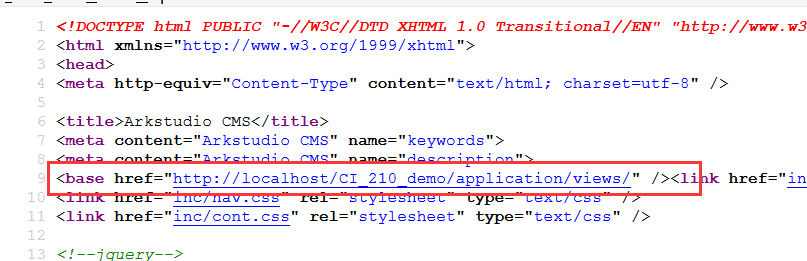 1 <!DOCTYPE html PUBLIC "-//W3C//DTD XHTML 1.0 Transitional//EN" "http://www.w3
2 <html xmlns="http://www.w3.org/1999/xhtml">
3 <head>
4 <meta http-equiv="Content-Type" content="text/html; charset=utf-8" />
5
6 <title>Arkstudio CMS</title>
7 <meta content="Arkstudio CMS" name="keywords">
8 <meta content="Arkstudio CMS" name="description">
9 <base href="http://localhost/CI_210_demo/application/views/" /><link href="in
10 <link href="inc/nav.css" rel="stylesheet" type="text/css" />
11 <link href="inc/cont.css" rel="stylesheet" type="text/css" />
12
13 <!--jquery-->